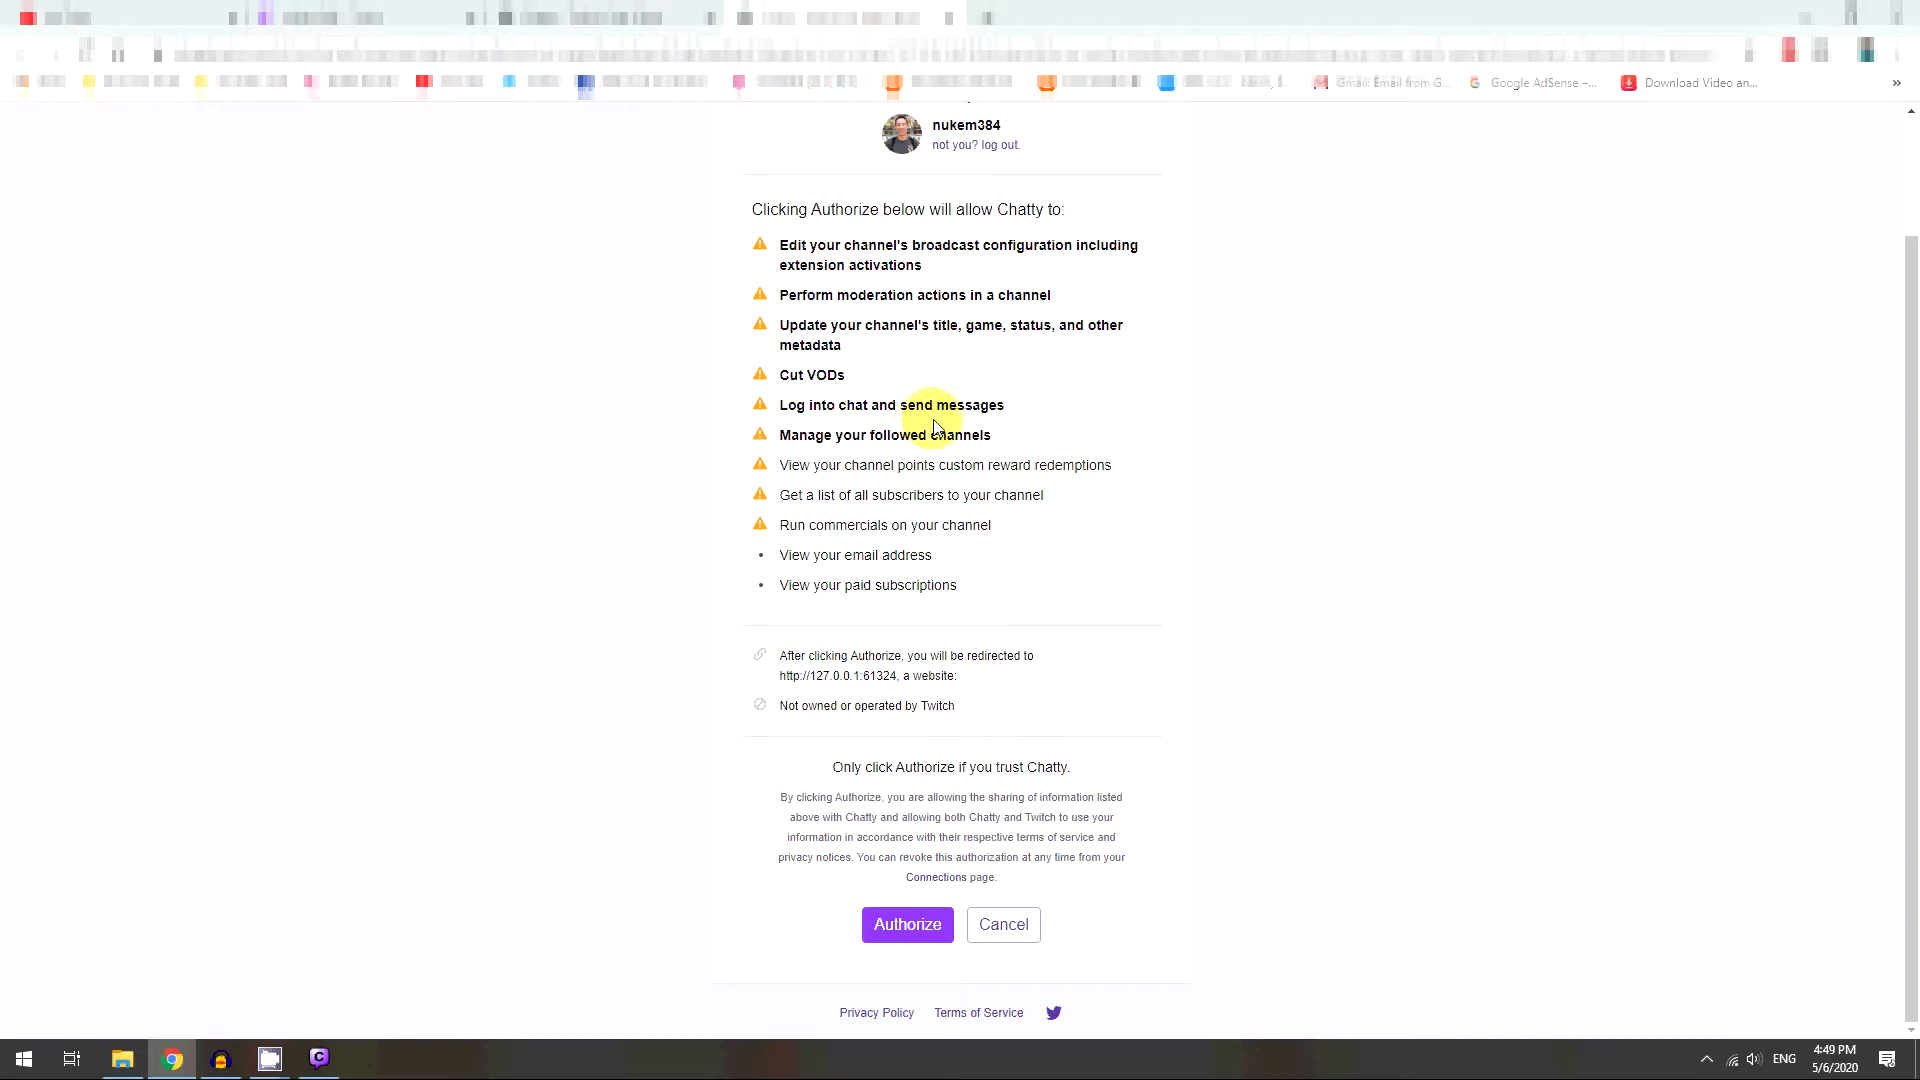 Gmail: Email from G...
Google AdSense –...
Download Video an...
»
nukem384
not you? log out.
Clicking Authorize below will allow Chatty to:
Edit your channel's broadcast configuration including
extension activations
Perform moderation actions in a channel
Update your channel's title, game, status, and other
metadata
Cut VODs
Log into chat and send messages
Manage your followed channels
View your channel points custom reward redemptions
Get a list of all subscribers to your channel
Run commercials on your channel
• View your email address
• View your paid subscriptions
After clicking Authorize, you will be redirected to
http://127.0.0.1:61324, a website:
Not owned or operated by Twitch
Only click Authorize if you trust Chatty.
By clicking Authorize, you are allowing the sharing of information listed
above with Chatty and allowing both Chatty and Twitch to use your
information in accordance with their respective terms of service and
privacy notices. You can revoke this authorization at any time from your
Connections page.
Authorize
Cancel
Privacy Policy
Terms of Service
ENG
4:49 PM
5/6/2020